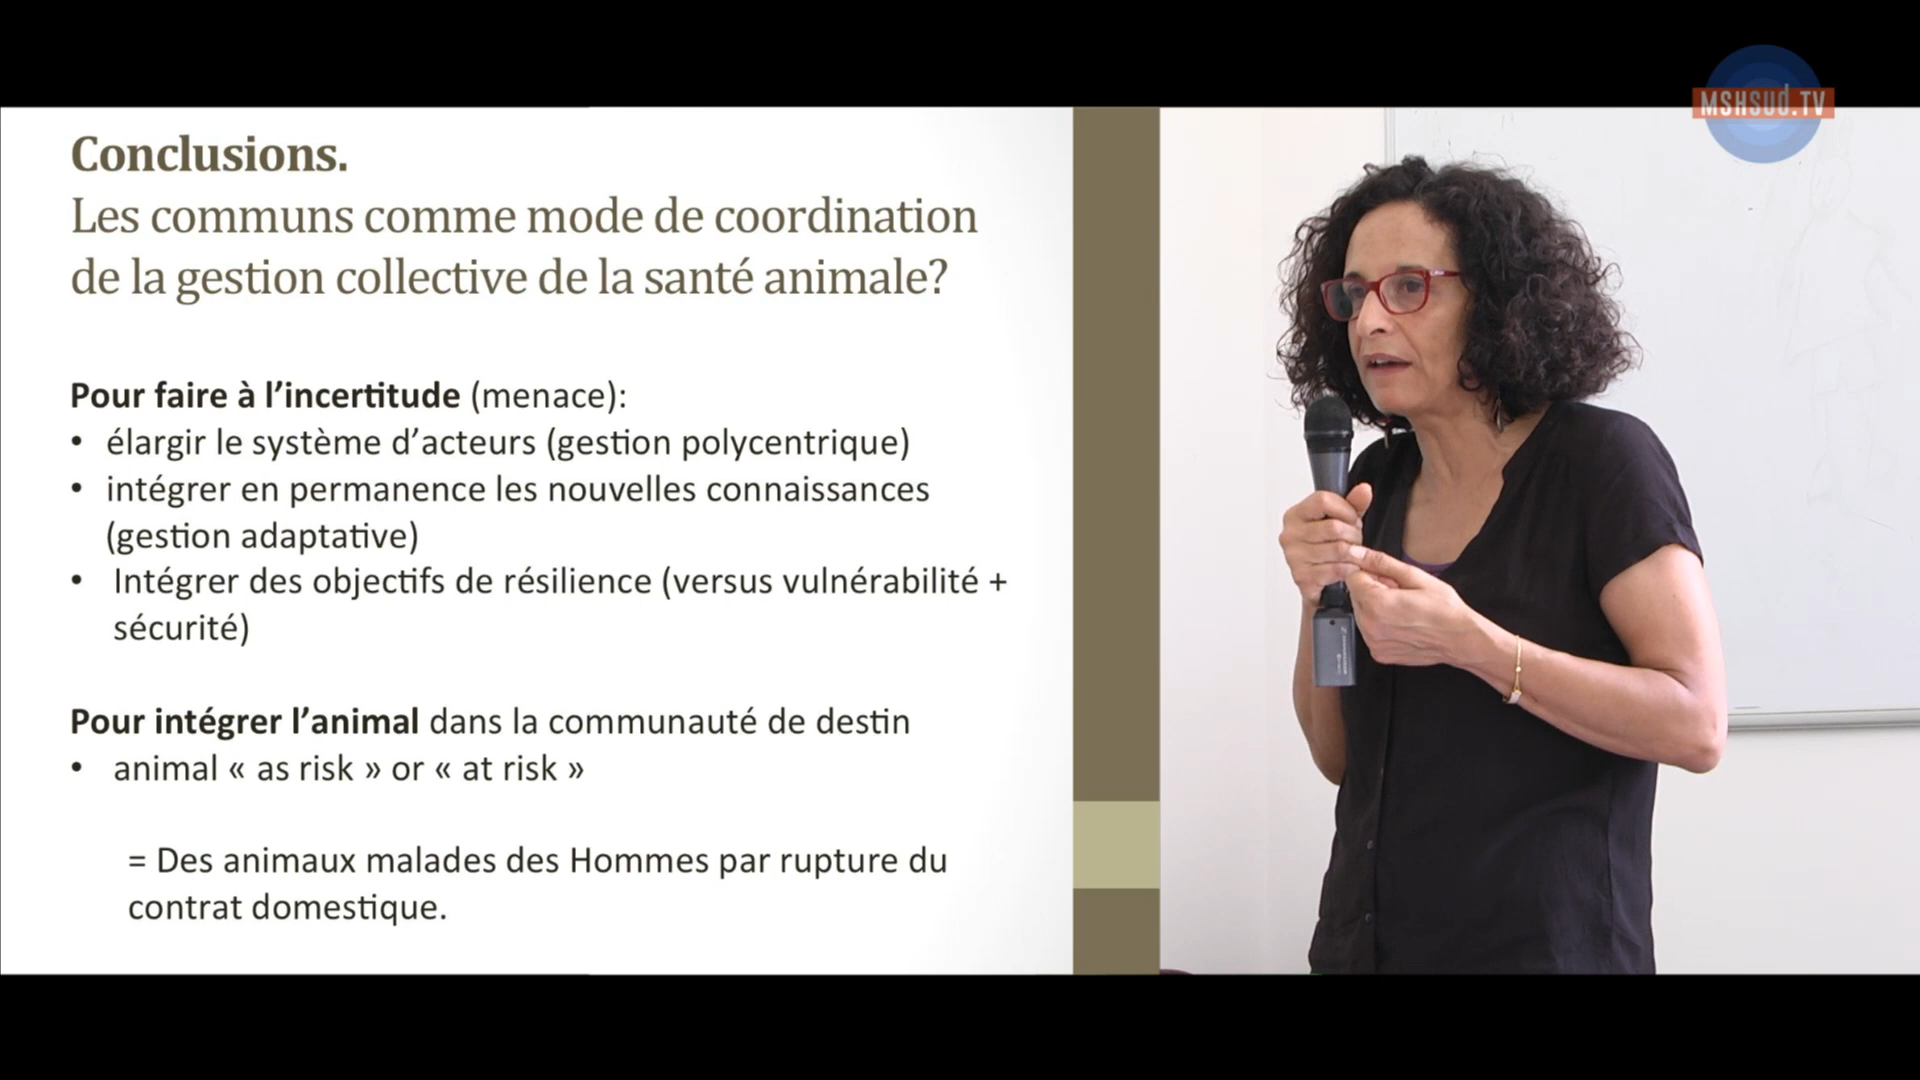 MSHSUD.TV
Conclusions.
Les communs comme mode de coordination
de la gestion collective de la santé animale?
Pour faire à l’incertitude (menace):
• élargir le système d’acteurs (gestion polycentrique)
• intégrer en permanence les nouvelles connaissances
(gestion adaptative)
• Intégrer des objectifs de résilience (versus vulnérabilité +
sécurité)
Pour intégrer l’animal dans la communauté de destin
• animal « as risk » or « at risk »
= Des animaux malades des Hommes par rupture du
contrat domestique.